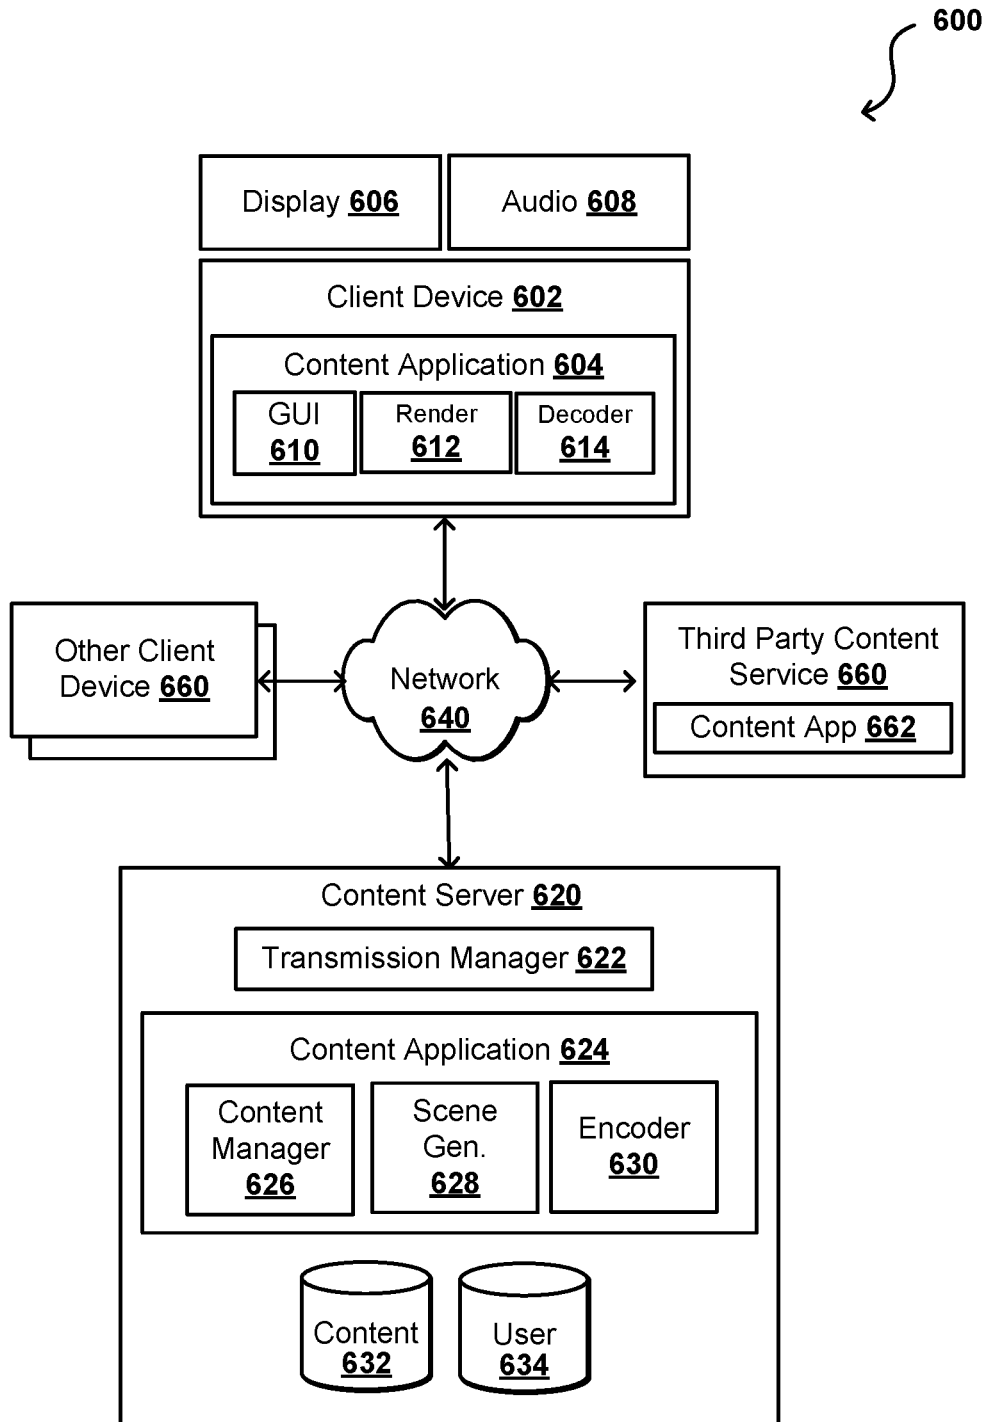 600
Display 606
Audio 608
Client Device 602
Content Application 604
GUI
610
Render
612
Decoder
614
Other Client
Device 660
Network
640
Third Party Content
Service 660
Content App 662
Content Server 620
Transmission Manager 622
Content Application 624
Content
Manager
626
Scene
Gen.
628
Encoder
630
Content
632
User
634